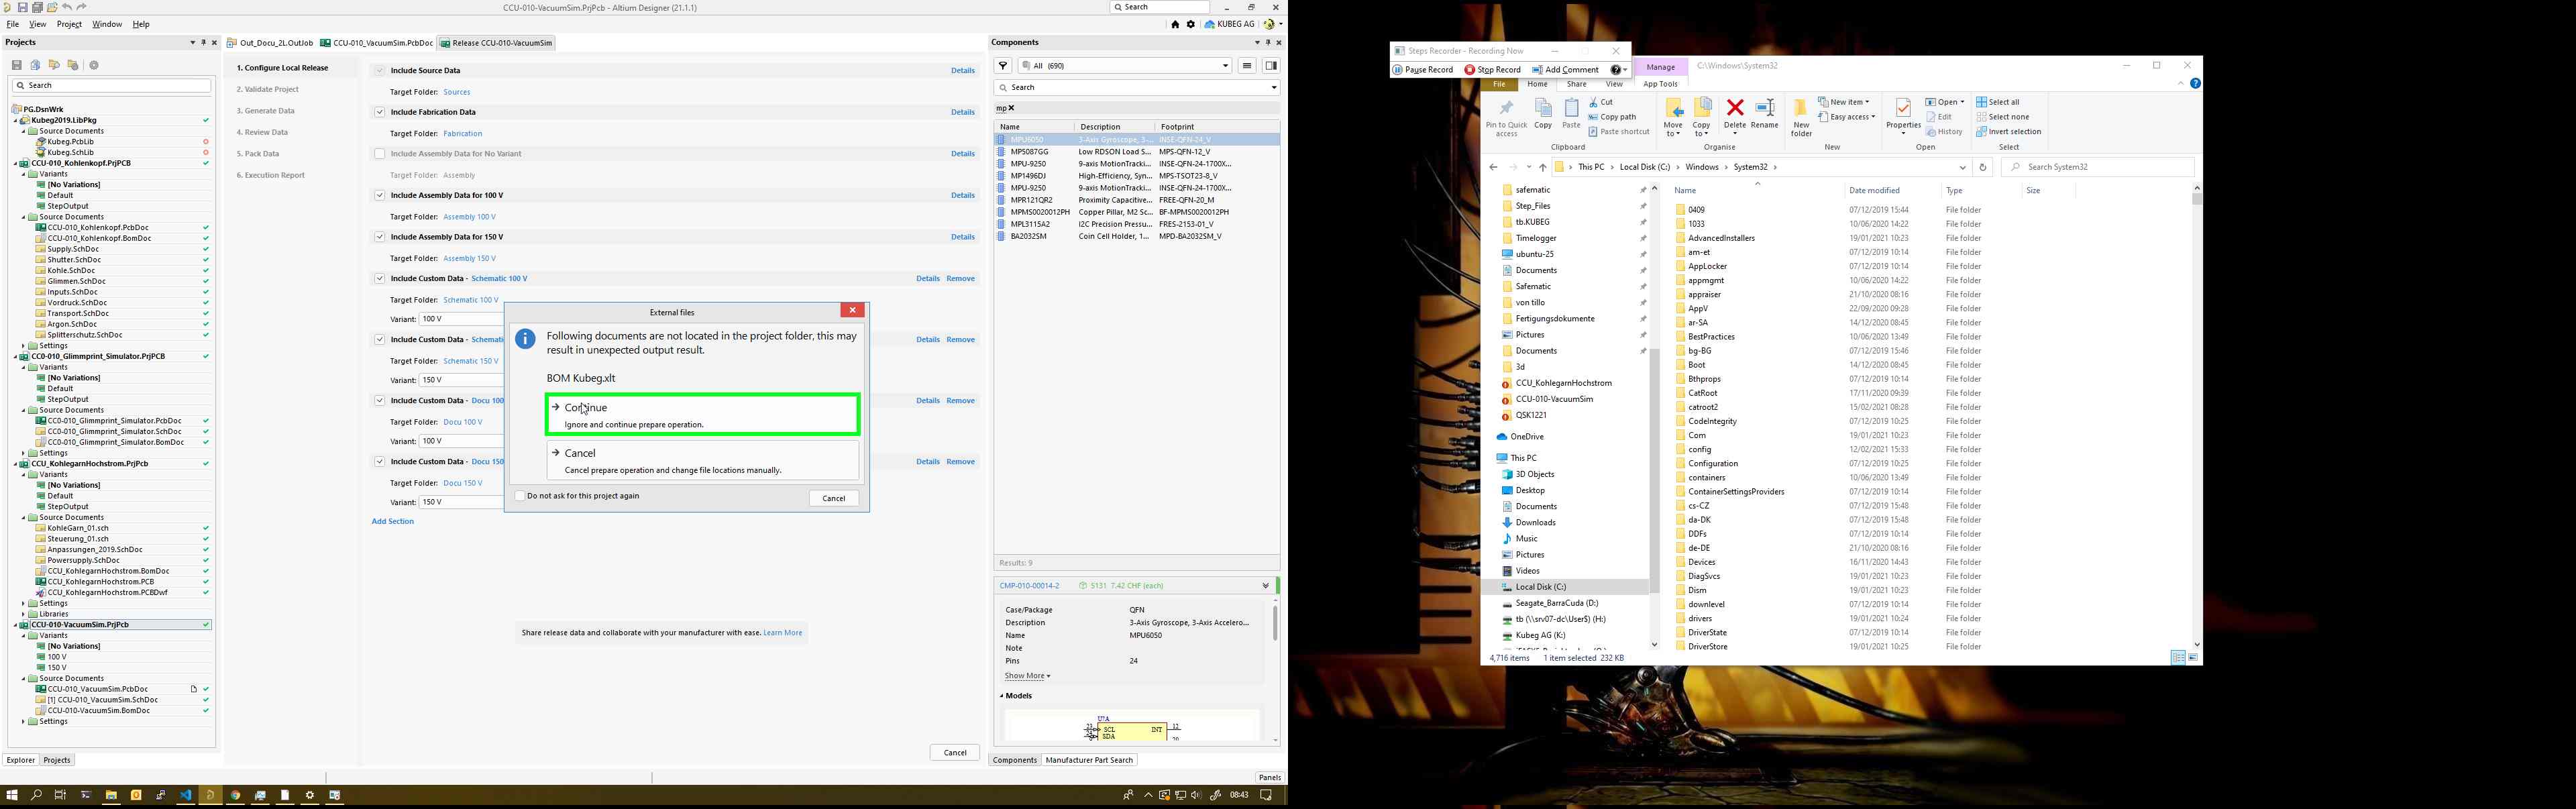 CCU-010-VacuumSim.PrjPcb - Altium Designer (21.1.1)
Search
File View Project Window Help
KUBEG AG
Projects
Search
PG.DsnWrk
Kubeg2019.LibPkg
Source Documents
Kubeg.PcbLib
Kubeg.SchLib
CCU-010_Kohlenkopf.PrjPCB
Variants
[No Variations]
Default
StepOutput
Source Documents
CCU-010_Kohlenkopf.PcbDoc
CCU-010_Kohlenkopf.BomDoc
Supply.SchDoc
Shutter.SchDoc
Kohle.SchDoc
Glimmen.SchDoc
Inputs.SchDoc
Vordruck.SchDoc
Transport.SchDoc
Argon.SchDoc
Splitterschutz.SchDoc
Settings
CC0-010_Glimmprint_Simulator.PrjPCB
Variants
[No Variations]
Default
StepOutput
Source Documents
CC0-010_Glimmprint_Simulator.PcbDoc
CC0-010_Glimmprint_Simulator.SchDoc
CC0-010_Glimmprint_Simulator.BomDoc
Settings
CCU_KohlegarnHochstrom.PrjPcb
Variants
[No Variations]
Default
StepOutput
Source Documents
KohleGarn_01.sch
Steuerung_01.sch
Anpassungen_2019.SchDoc
Powersupply.SchDoc
CCU_KohlegarnHochstrom.BomDoc
CCU_KohlegarnHochstrom.PCB
CCU_KohlegarnHochstrom.PCBDwf
Settings
Libraries
CCU-010-VacuumSim.PrjPcb
Variants
[No Variations]
100 V
150 V
Source Documents
CCU-010_VacuumSim.PcbDoc
[1] CCU-010_VacuumSim.SchDoc
CCU-010-VacuumSim.BomDoc
Settings
Explorer Projects
Out_Docu_2L.OutJob CCU-010_VacuumSim.PcbDoc Release CCU-010-VacuumSim
1. Configure Local Release
2. Validate Project
3. Generate Data
4. Review Data
5. Pack Data
6. Execution Report
Include Source Data Details
Target Folder: Sources
Include Fabrication Data Details
Target Folder: Fabrication
Include Assembly Data for No Variant Details
Target Folder: Assembly
Include Assembly Data for 100 V Details
Target Folder: Assembly 100 V
Include Assembly Data for 150 V Details
Target Folder: Assembly 150 V
Include Custom Data - Schematic 100 V Details Remove
Target Folder: Schematic 100 V
Variant: 100 V
Include Custom Data - Schemati Details Remove
Target Folder: Schematic 150 V
Variant: 150 V
Include Custom Data - Docu 100 Details Remove
Target Folder: Docu 100 V
Variant: 100 V
Include Custom Data - Docu 150 Details Remove
Target Folder: Docu 150 V
Variant: 150 V
Add Section
Share release data and collaborate with your manufacturer with ease. Learn More
Cancel
External files
Following documents are not located in the project folder, this may
result in unexpected output result.
BOM Kubeg.xlt
Continue
Ignore and continue prepare operation.
Cancel
Cancel prepare operation and change file locations manually.
Do not ask for this project again
Cancel
Components
All (690)
Search
mp
Name Description Footprint
MPU6050 3-Axis Gyroscope, 3-... INSE-QFN-24_V
MP5087GG Low RDSON Load S... MPS-QFN-12_V
MPU-9250 9-axis MotionTracki... INSE-QFN-24-1700X...
MP1496DJ High-Efficiency, Syn... MPS-TSOT23-8_V
MPU-9250 9-axis MotionTracki... INSE-QFN-24-1700X...
MPR121QR2 Proximity Capacitive... FREE-QFN-20_M
MPMS0020012PH Copper Pillar, M2 Sc... BF-MPMS0020012PH
MPL3115A2 I2C Precision Pressu... FRES-2153-01_V
BA2032SM Coin Cell Holder, 1... MPD-BA2032SM_V
Results: 9
CMP-010-00014-2 5131 7.42 CHF (each)
Case/Package QFN
Description 3-Axis Gyroscope, 3-Axis Accelero...
Name MPU6050
Note
Pins 24
Show More
Models
U?A
23 SCL INT 12
SDA
Components Manufacturer Part Search
Panels
08:43
Steps Recorder - Recording Now
Pause Record Stop Record Add Comment
Manage C:\Windows\System32
File Home Share View App Tools
Pin to Quick access
Copy
Paste
Cut
Copy path
Paste shortcut
Clipboard
Move to
Copy to
Delete
Rename
Organise
New folder
New item
Easy access
New
Properties
Open
Edit
History
Open
Select all
Select none
Invert selection
Select
This PC Local Disk (C:) Windows System32
Search System32
safematic
Step_Files
tb.KUBEG
Timelogger
ubuntu-25
Documents
Safematic
von tillo
Fertigungsdokumente
Pictures
Documents
3d
CCU_KohlegarnHochstrom
CCU-010-VacuumSim
QSK1221
OneDrive
This PC
3D Objects
Desktop
Documents
Downloads
Music
Pictures
Videos
Local Disk (C:)
Seagate_BarraCuda (D:)
tb (\\srv07-dc\User$) (H:)
Kubeg AG (K:)
Name Date modified Type Size
0409 07/12/2019 15:44 File folder
1033 10/06/2020 14:22 File folder
AdvancedInstallers 19/01/2021 10:23 File folder
am-et 07/12/2019 10:14 File folder
AppLocker 07/12/2019 10:14 File folder
appmgmt 10/06/2020 14:22 File folder
appraiser 21/10/2020 08:16 File folder
AppV 22/09/2020 09:28 File folder
ar-SA 14/12/2020 08:45 File folder
BestPractices 10/06/2020 13:49 File folder
bg-BG 07/12/2019 15:46 File folder
Boot 14/12/2020 08:45 File folder
Bthprops 07/12/2019 10:14 File folder
CatRoot 17/11/2020 09:39 File folder
catroot2 15/02/2021 08:28 File folder
CodeIntegrity 07/12/2019 10:25 File folder
Com 19/01/2021 10:23 File folder
config 12/02/2021 15:33 File folder
Configuration 07/12/2019 10:25 File folder
containers 10/06/2020 13:49 File folder
ContainerSettingsProviders 07/12/2019 10:14 File folder
cs-CZ 07/12/2019 15:48 File folder
da-DK 07/12/2019 15:48 File folder
DDFs 07/12/2019 10:14 File folder
de-DE 21/10/2020 08:16 File folder
Devices 16/11/2020 14:43 File folder
DiagSvcs 19/01/2021 10:23 File folder
Dism 19/01/2021 10:23 File folder
downlevel 07/12/2019 10:14 File folder
drivers 19/01/2021 10:24 File folder
DriverState 07/12/2019 10:14 File folder
DriverStore 19/01/2021 10:25 File folder
4,716 items 1 item selected 232 KB